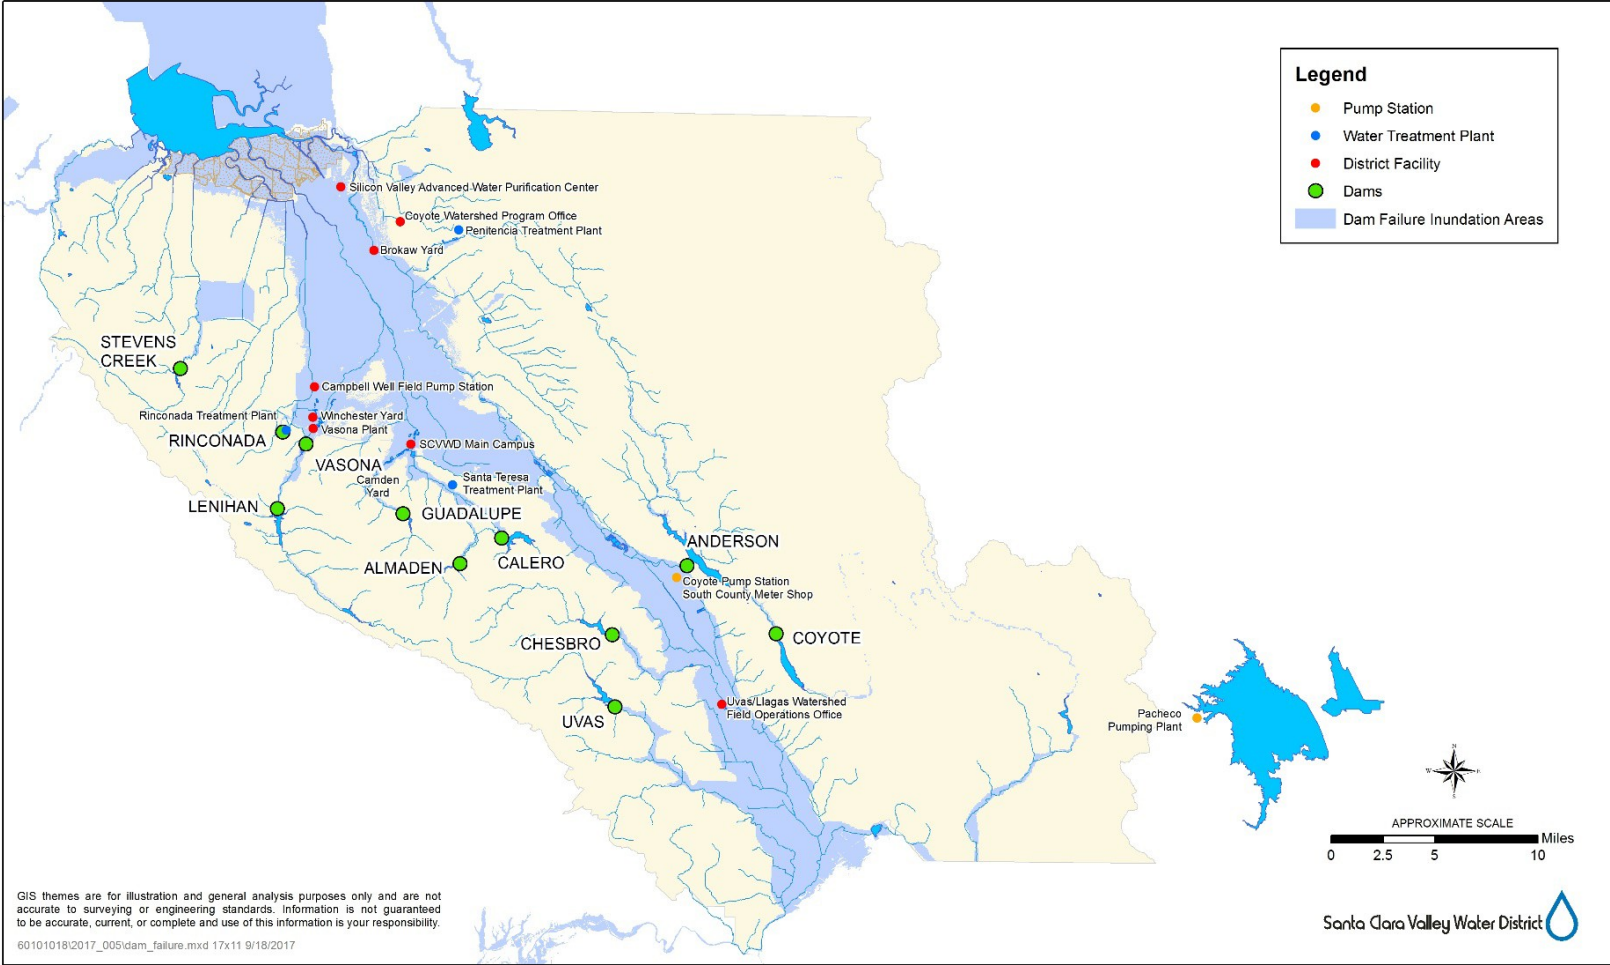 Legend
Pump Station
Water Treatment Plant
District Facility
Dams
Dam Failure Inundation Areas
Silicon Valley Advanced Water Purification Center
Coyote Watershed Program Office
Penitencia Treatment Plant
Brokaw Yard
STEVENS
CREEK
Campbell Well Field Pump Station
Rinconada Treatment Plant
Winchester Yard
Vasona Plant
RINCONADA
SCVWD Main Campus
VASONA
Camden
Yard
Santa Teresa
Treatment Plant
LENIHAN
GUADALUPE
ANDERSON
ALMADEN
CALERO
Coyote Pump Station
South County Meter Shop
CHESBRO
COYOTE
Uvas/Llagas Watershed
Field Operations Office
UVAS
Pacheco
Pumping Plant
N
W
E
S
APPROXIMATE SCALE
Miles
0 2.5 5 10
GIS themes are for illustration and general analysis purposes only and are not
accurate to surveying or engineering standards. Information is not guaranteed
to be accurate, current, or complete and use of this information is your responsibility.
60101018\2017_005\dam_failure.mxd 17x11 9/18/2017
Santa Clara Valley Water District